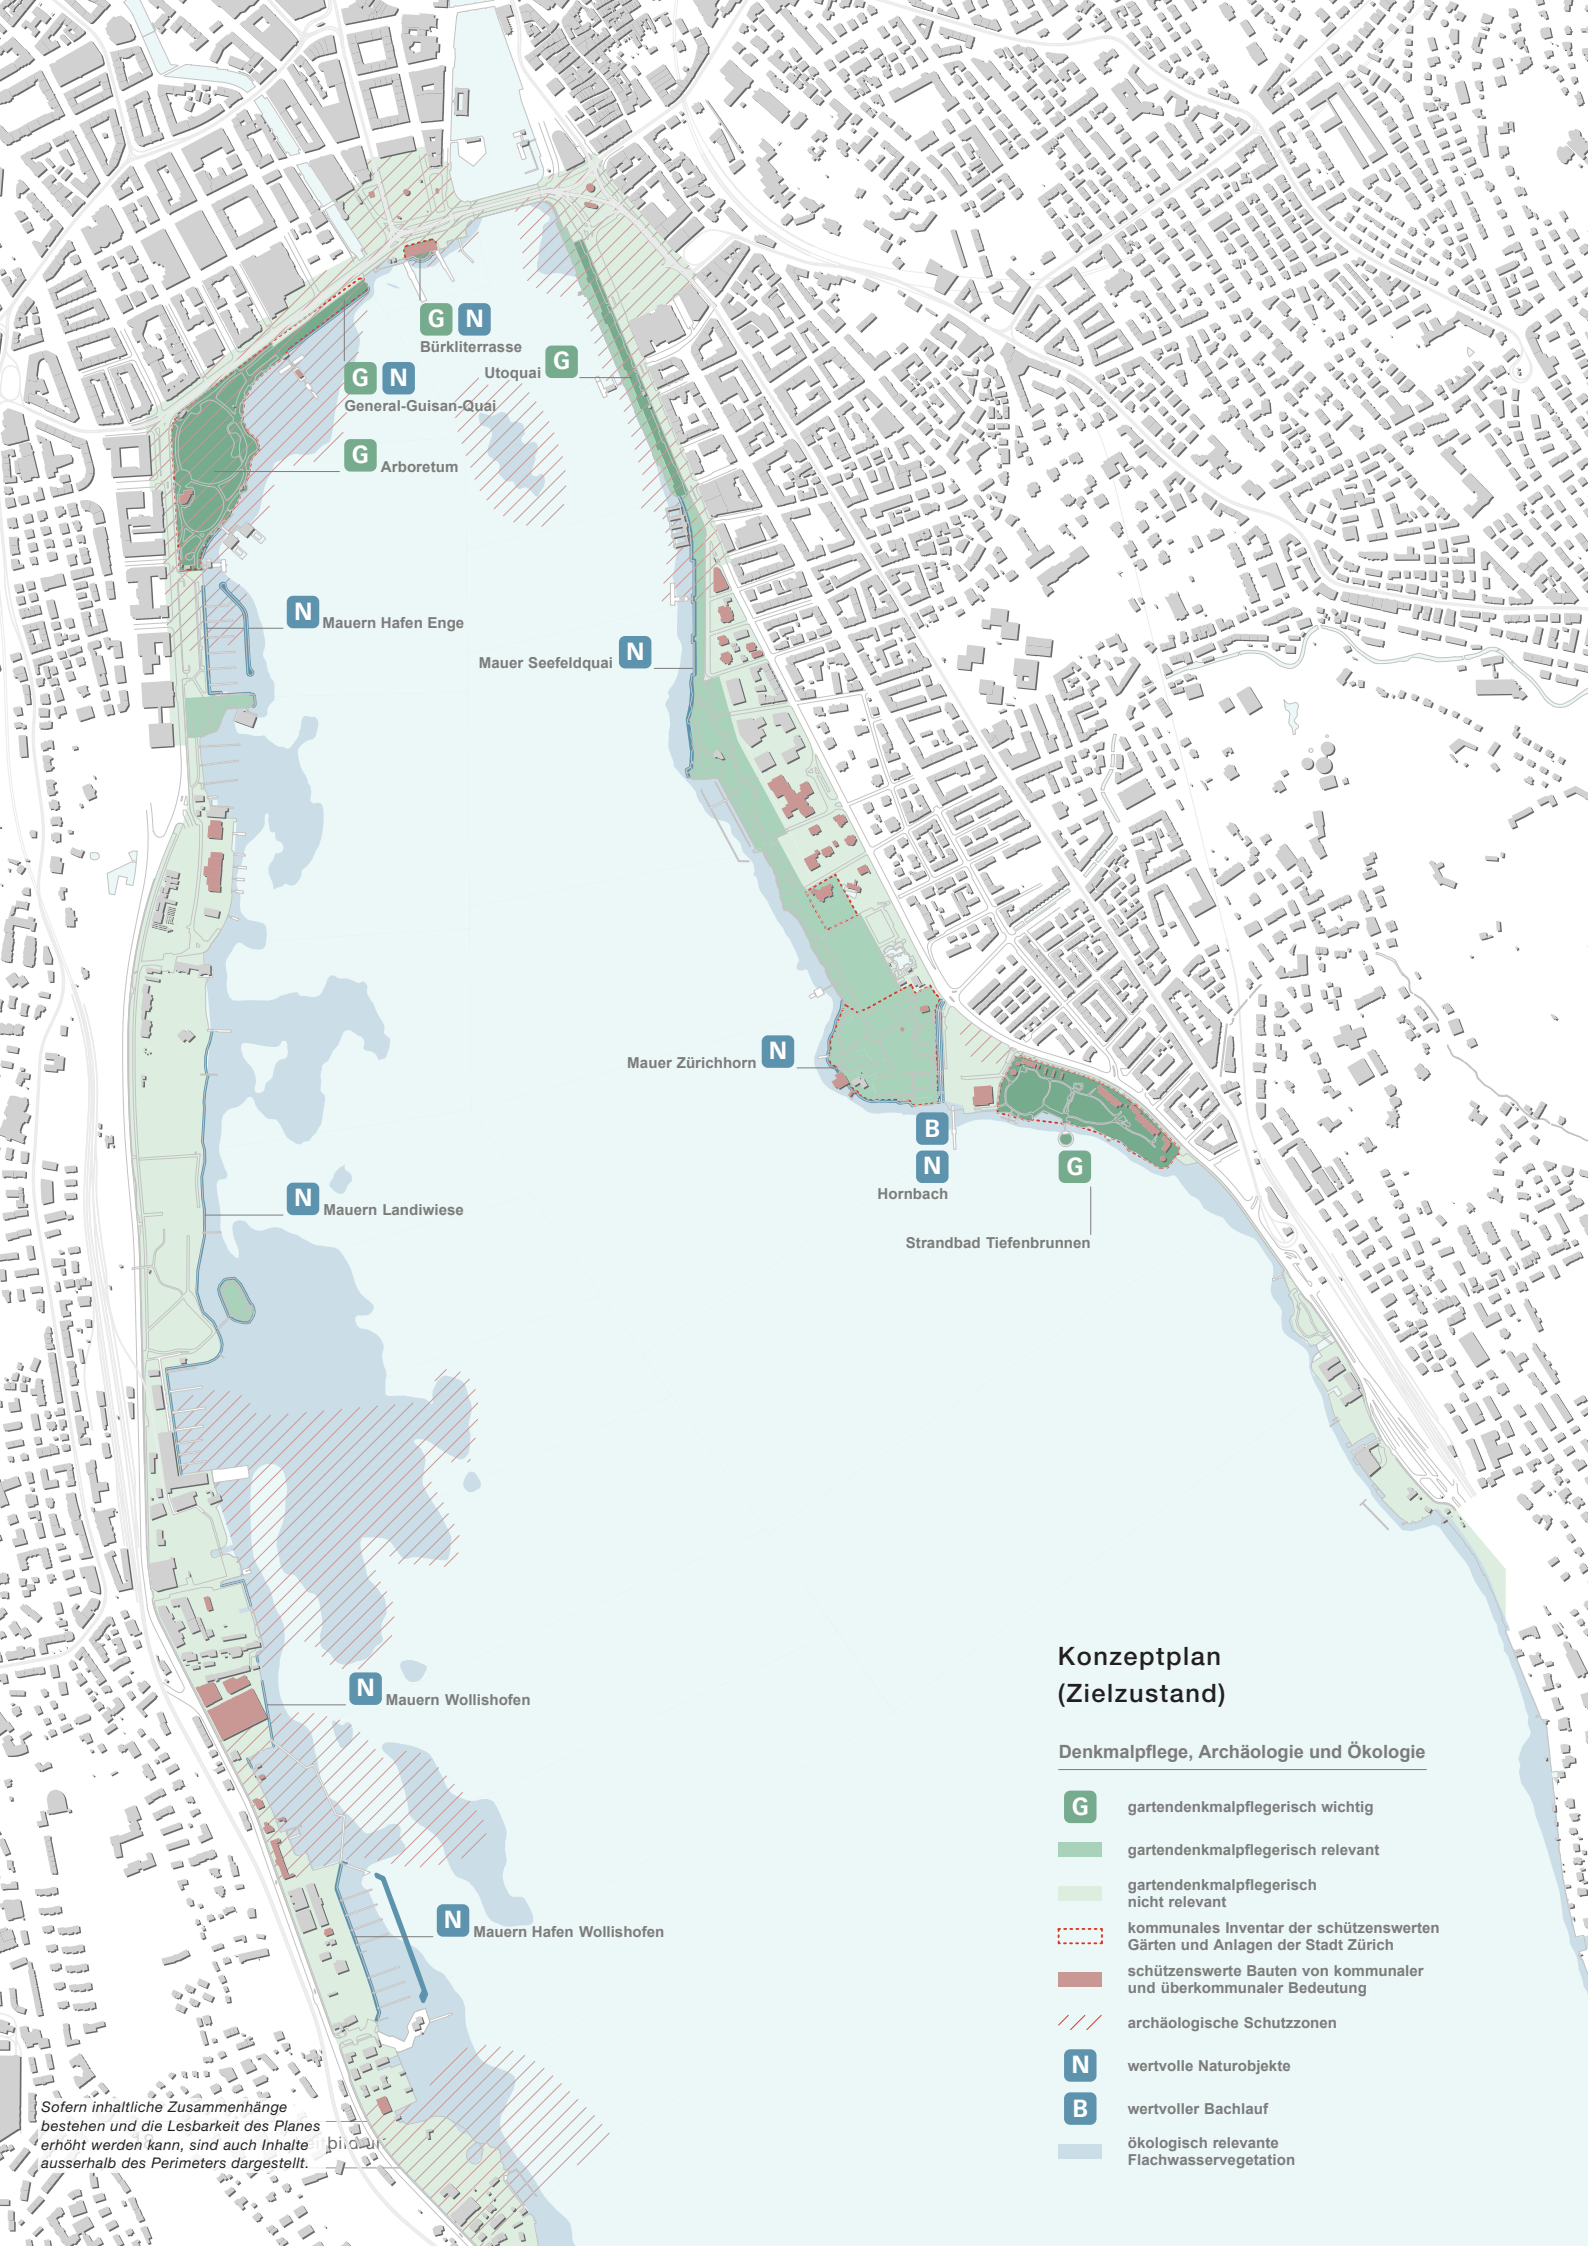 G N
Bürkliterrasse
Utoquai G
G N
General-Guisan-Quai
G Arboretum
N Mauern Hafen Enge
Mauer Seefeldquai N
Mauer Zürichhorn N
B
N
Hornbach
G
Strandbad Tiefenbrunnen
N Mauern Landiwiese
N Mauern Wollishofen
N Mauern Hafen Wollishofen
Konzeptplan
(Zielzustand)
Denkmalpflege, Archäologie und Ökologie
G gartendenkmalpflegerisch wichtig
gartendenkmalpflegerisch relevant
gartendenkmalpflegerisch
nicht relevant
kommunales Inventar der schützenswerten
Gärten und Anlagen der Stadt Zürich
schützenswerte Bauten von kommunaler
und überkommunaler Bedeutung
archäologische Schutzzonen
N wertvolle Naturobjekte
B wertvoller Bachlauf
ökologisch relevante
Flachwasservegetation
Sofern inhaltliche Zusammenhänge
bestehen und die Lesbarkeit des Planes
erhöht werden kann, sind auch Inhalte
ausserhalb des Perimeters dargestellt.